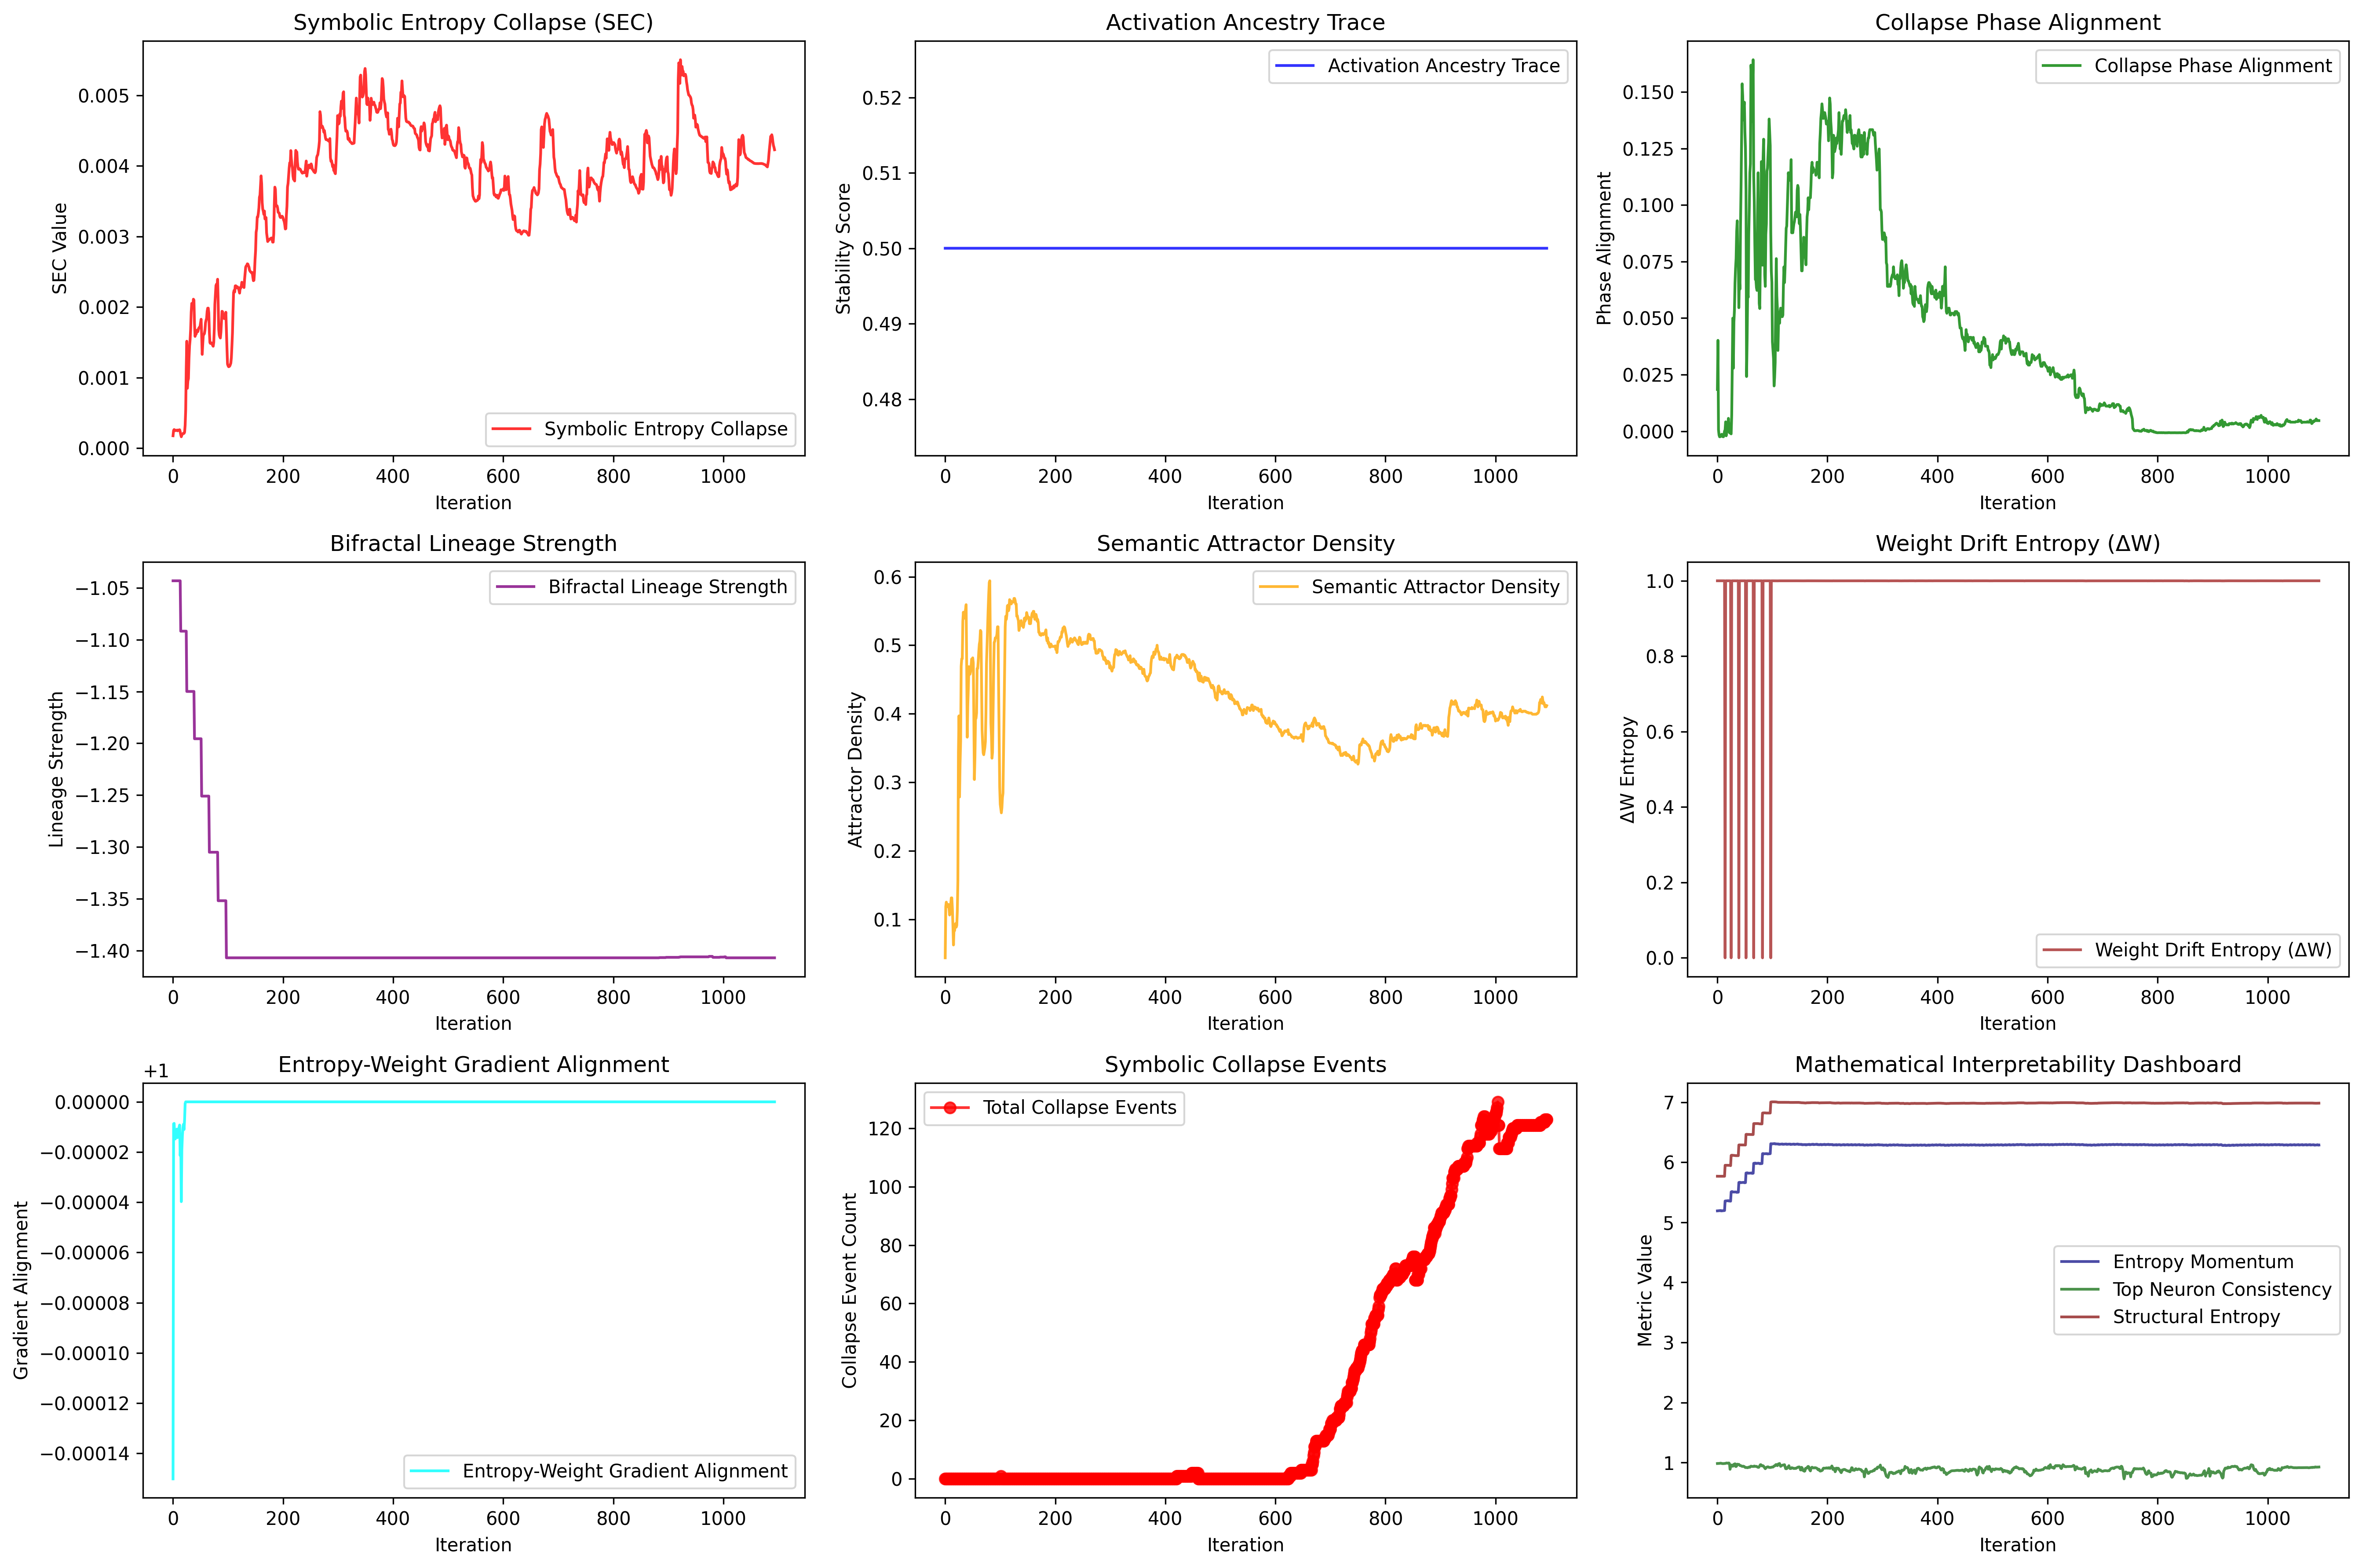 Symbolic Entropy Collapse (SEC)
SEC Value
0.005
0.004
0.003
0.002
0.001
0.000
Symbolic Entropy Collapse
0 200 400 600 800 1000
Iteration
Activation Ancestry Trace
Stability Score
0.52
0.51
0.50
0.49
0.48
Activation Ancestry Trace
0 200 400 600 800 1000
Iteration
Collapse Phase Alignment
Phase Alignment
0.150
0.125
0.100
0.075
0.050
0.025
0.000
Collapse Phase Alignment
0 200 400 600 800 1000
Iteration
Bifractal Lineage Strength
Lineage Strength
−1.05
−1.10
−1.15
−1.20
−1.25
−1.30
−1.35
−1.40
Bifractal Lineage Strength
0 200 400 600 800 1000
Iteration
Semantic Attractor Density
Attractor Density
0.6
0.5
0.4
0.3
0.2
0.1
Semantic Attractor Density
0 200 400 600 800 1000
Iteration
Weight Drift Entropy (ΔW)
ΔW Entropy
1.0
0.8
0.6
0.4
0.2
0.0
Weight Drift Entropy (ΔW)
0 200 400 600 800 1000
Iteration
Entropy-Weight Gradient Alignment
+1
Gradient Alignment
0.00000
−0.00002
−0.00004
−0.00006
−0.00008
−0.00010
−0.00012
−0.00014
Entropy-Weight Gradient Alignment
0 200 400 600 800 1000
Iteration
Symbolic Collapse Events
Collapse Event Count
120
100
80
60
40
20
0
Total Collapse Events
0 200 400 600 800 1000
Iteration
Mathematical Interpretability Dashboard
Metric Value
7
6
5
4
3
2
1
Entropy Momentum
Top Neuron Consistency
Structural Entropy
0 200 400 600 800 1000
Iteration